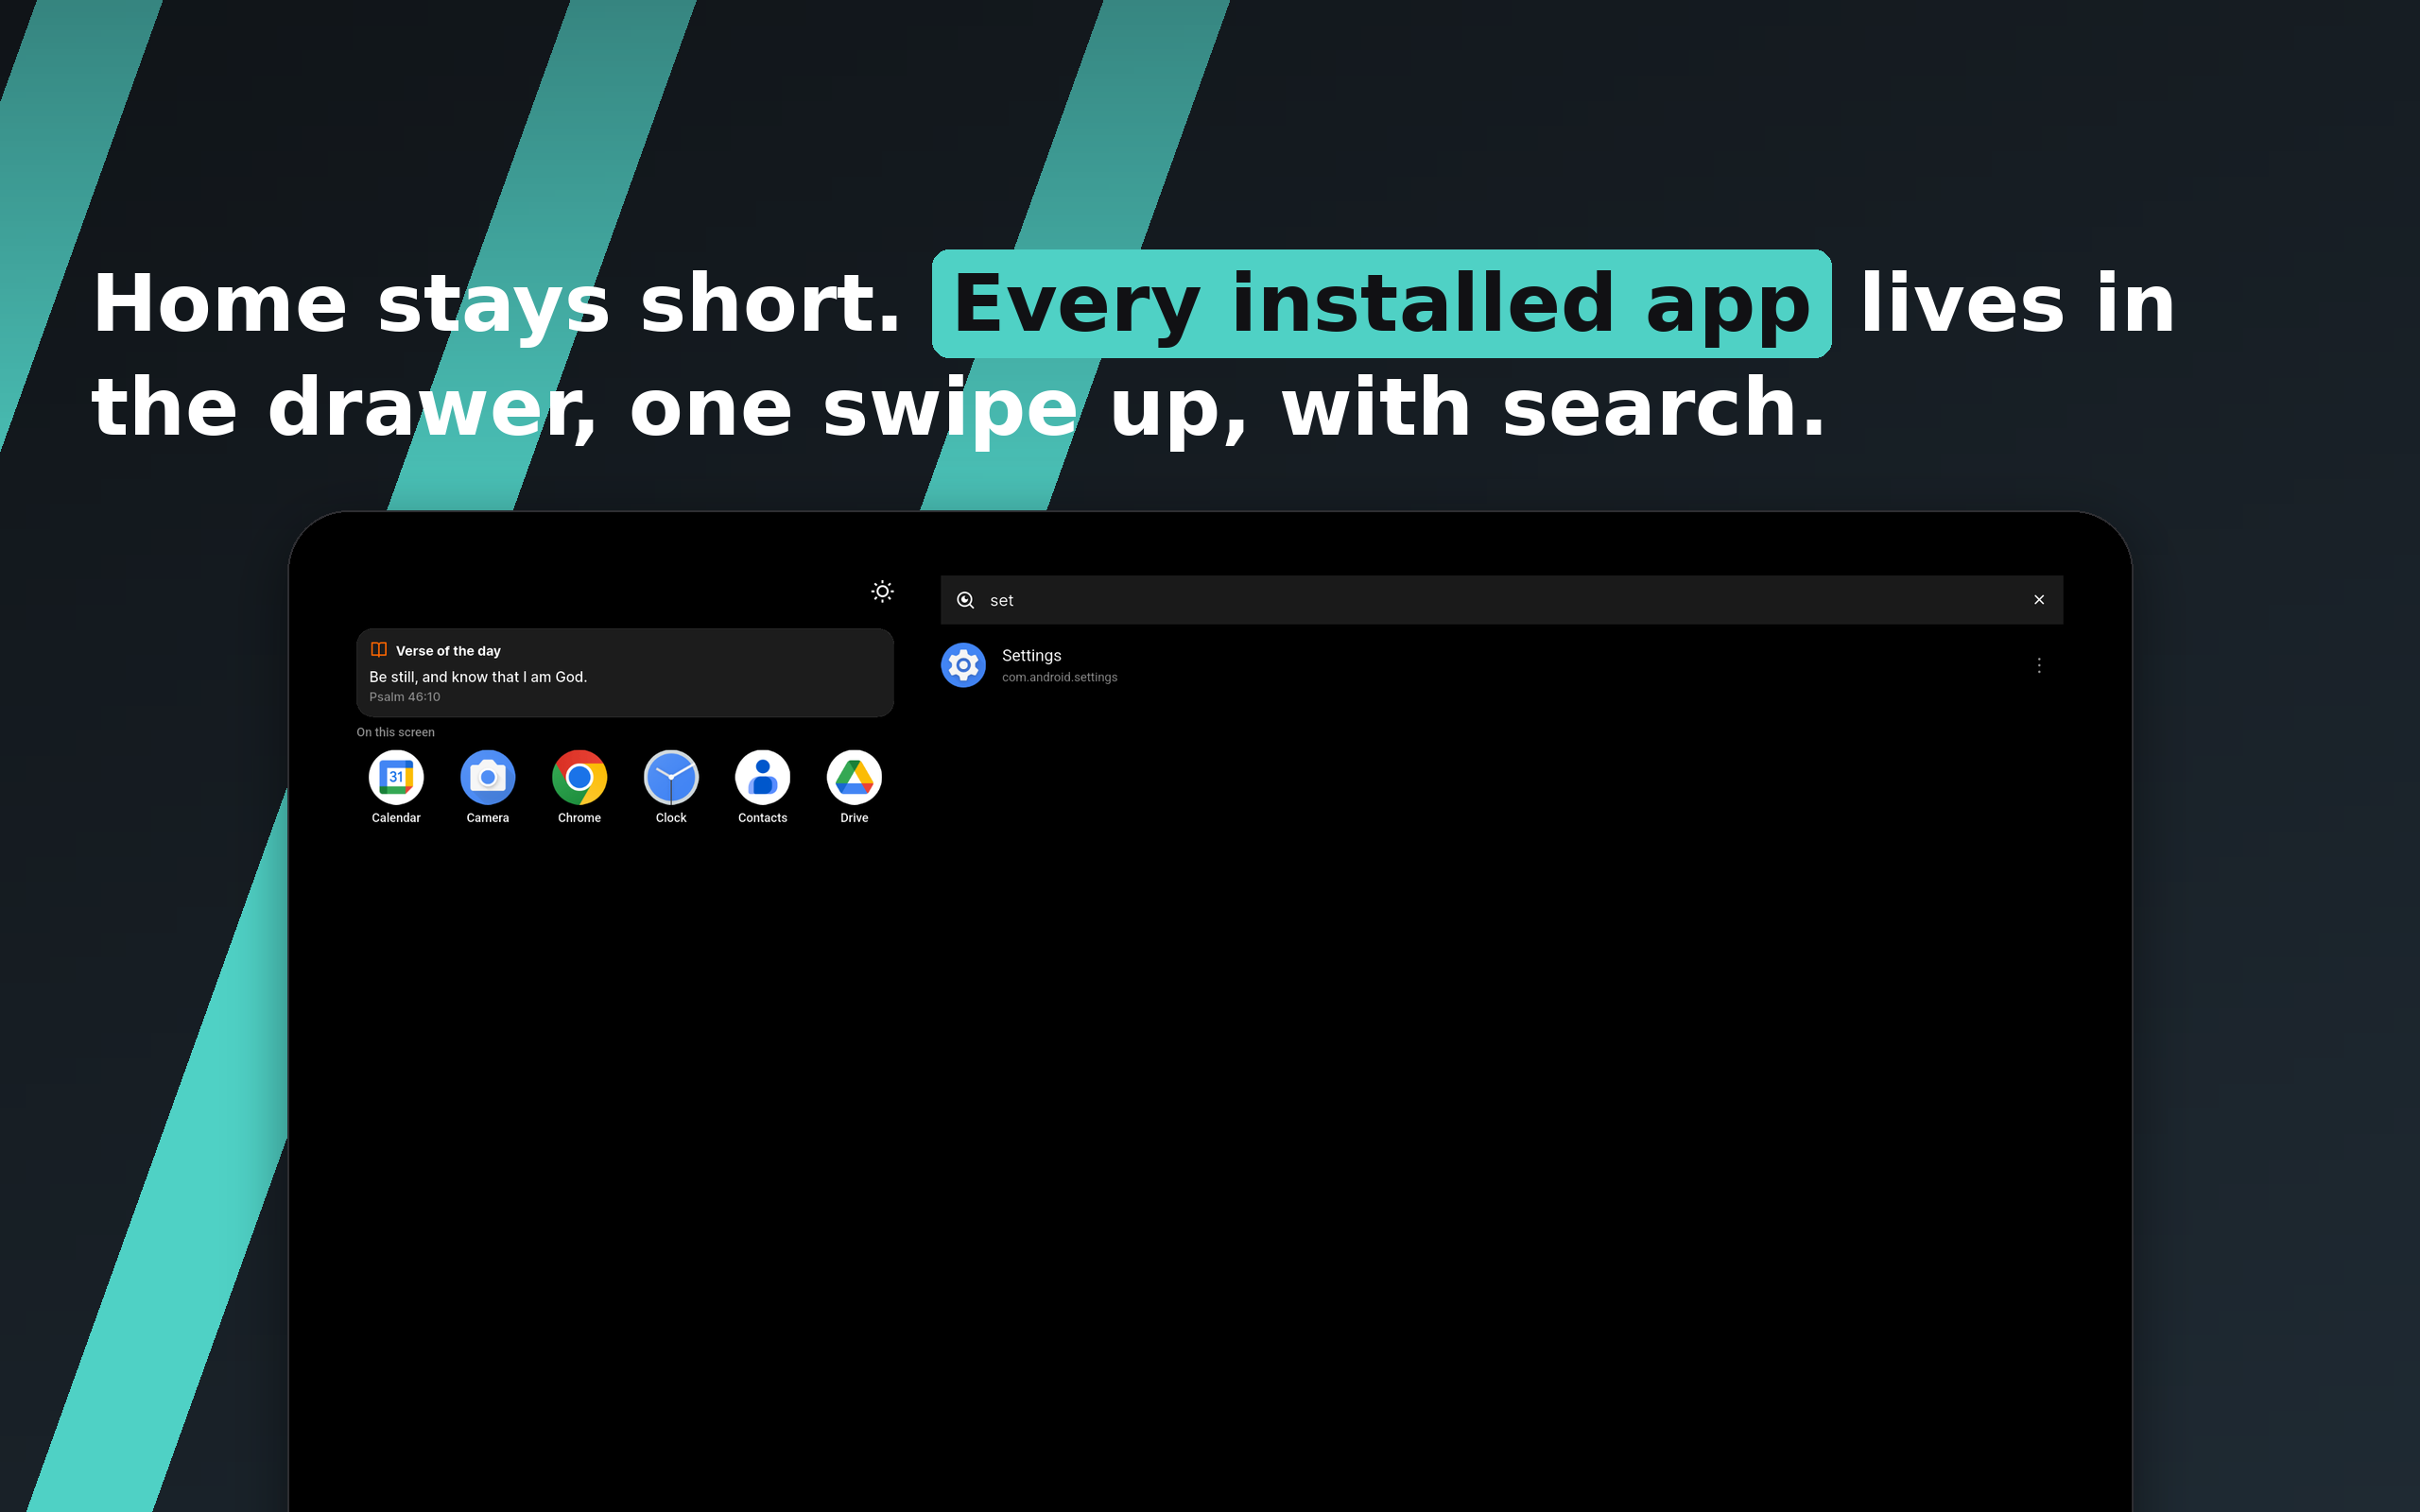 Home stays short. Every installed app lives in
the drawer, one swipe up, with search.
Verse of the day
Be still, and know that I am God.
Psalm 46:10
On this screen
31
Calendar
Camera
Chrome
Clock
Contacts
Drive
set
Settings
com.android.settings